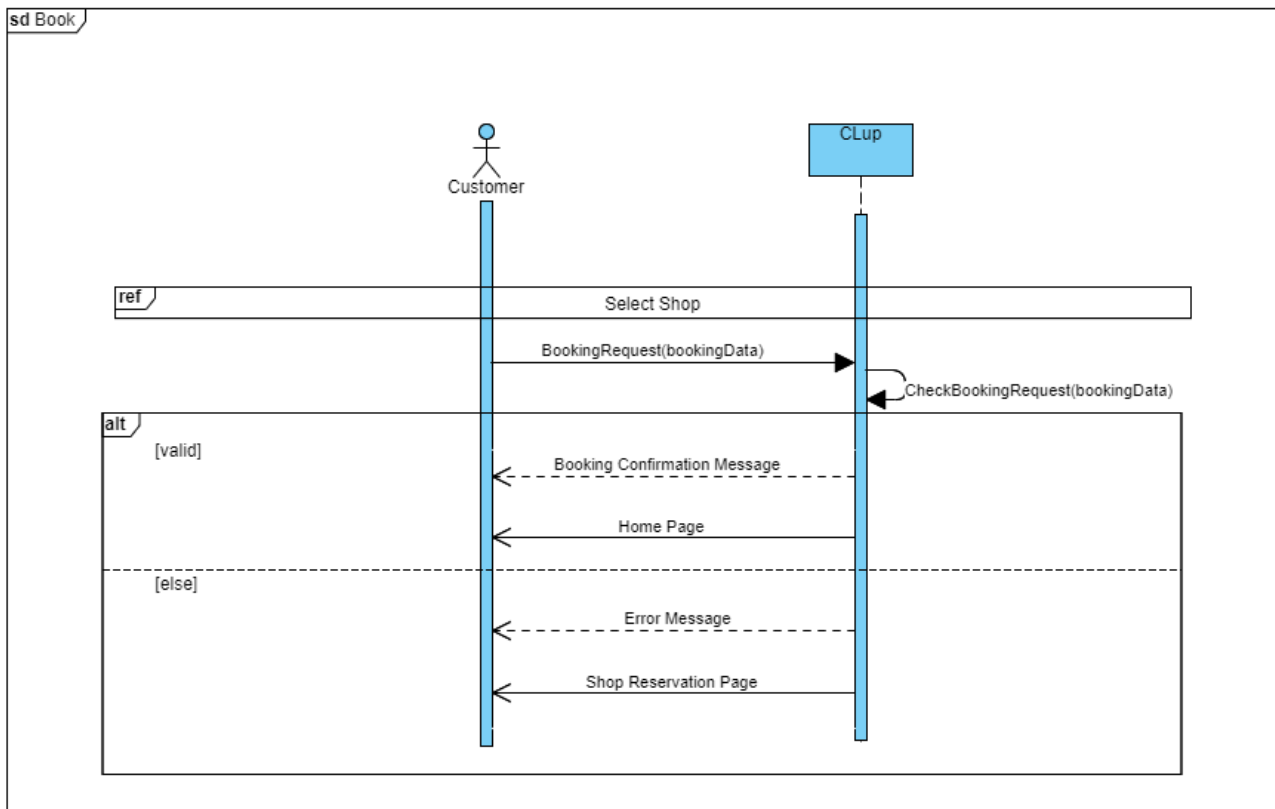 sd Book
CLup
Customer
ref
Select Shop
BookingRequest(bookingData)
CheckBookingRequest(bookingData)
alt
[valid]
Booking Confirmation Message
Home Page
[else]
Error Message
Shop Reservation Page